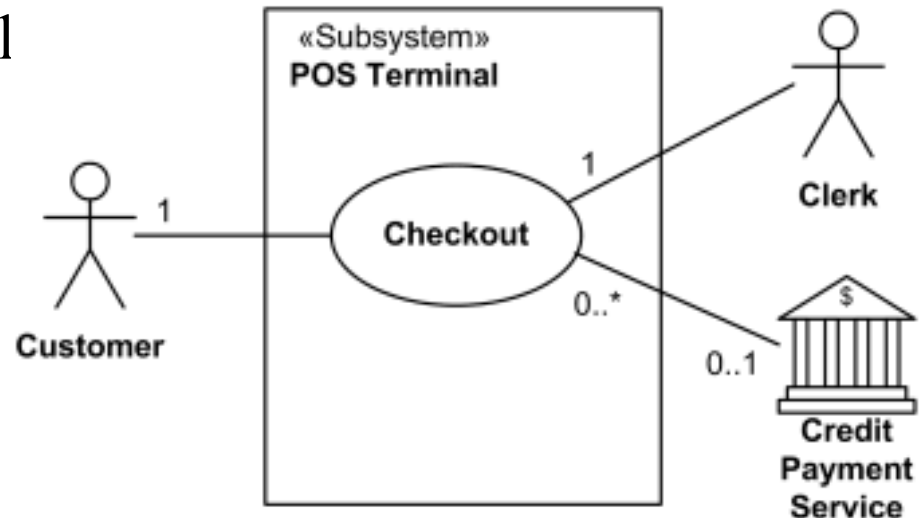 l
«Subsystem»
POS Terminal
1
Customer
Checkout
1
Clerk
0..*
0..1
$
Credit
Payment
Service